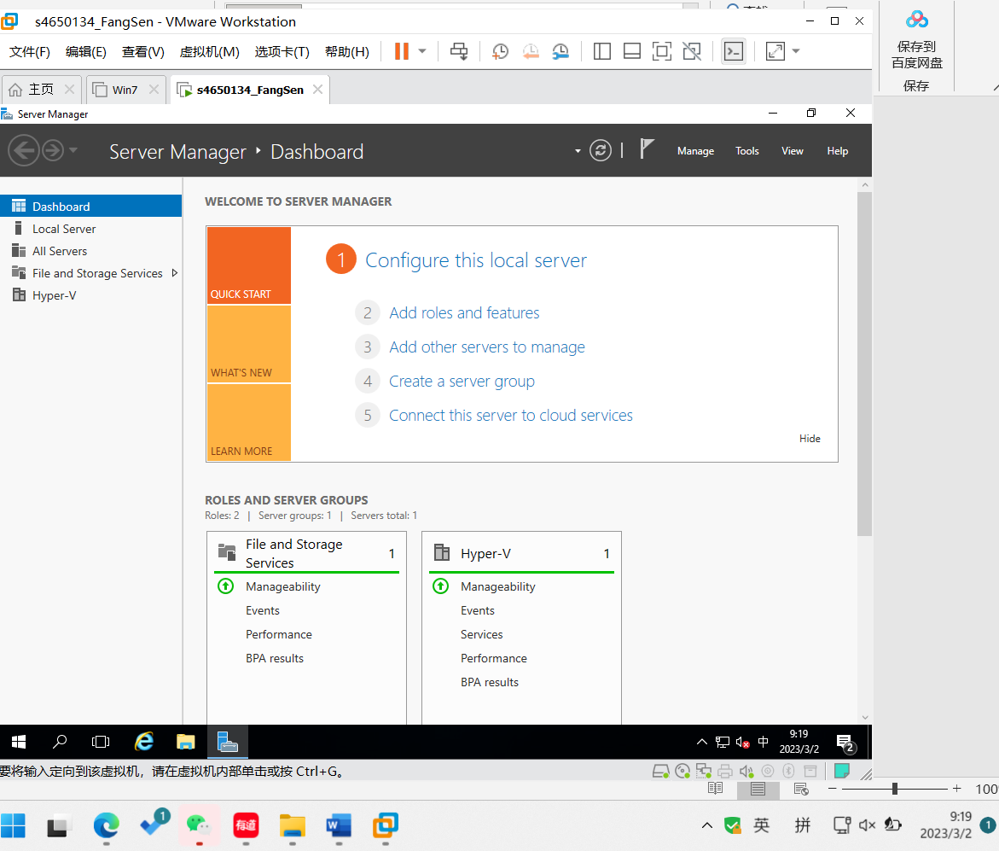 s4650134_FangSen - VMware Workstation
文件(F) 编辑(E) 查看(V) 虚拟机(M) 选项卡(T) 帮助(H)
保存到
百度网盘
保存
主页 Win7 s4650134_FangSen
Server Manager
Server Manager Dashboard
Manage Tools View Help
Dashboard
Local Server
All Servers
File and Storage Services
Hyper-V
WELCOME TO SERVER MANAGER
QUICK START
WHAT'S NEW
LEARN MORE
1 Configure this local server
2 Add roles and features
3 Add other servers to manage
4 Create a server group
5 Connect this server to cloud services
Hide
ROLES AND SERVER GROUPS
Roles: 2 | Server groups: 1 | Servers total: 1
File and Storage
Services 1
Manageability
Events
Performance
BPA results
Hyper-V 1
Manageability
Events
Services
Performance
BPA results
中 9:19
2023/3/2
2
要将输入定向到该虚拟机，请在虚拟机内部单击或按 Ctrl+G。
1
有道
W
英 拼 9:19
2023/3/2
1